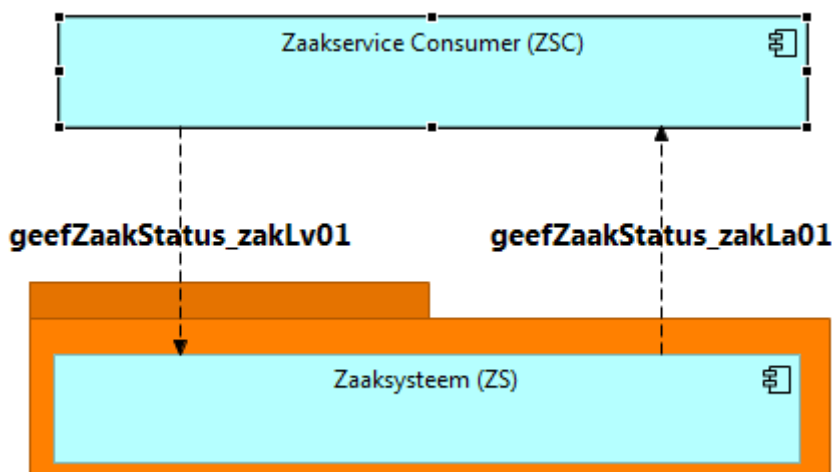 Zaakservice Consumer (ZSC)
geefZaakStatus_zakLv01
geefZaakStatus_zakLa01
Zaaksysteem (ZS)